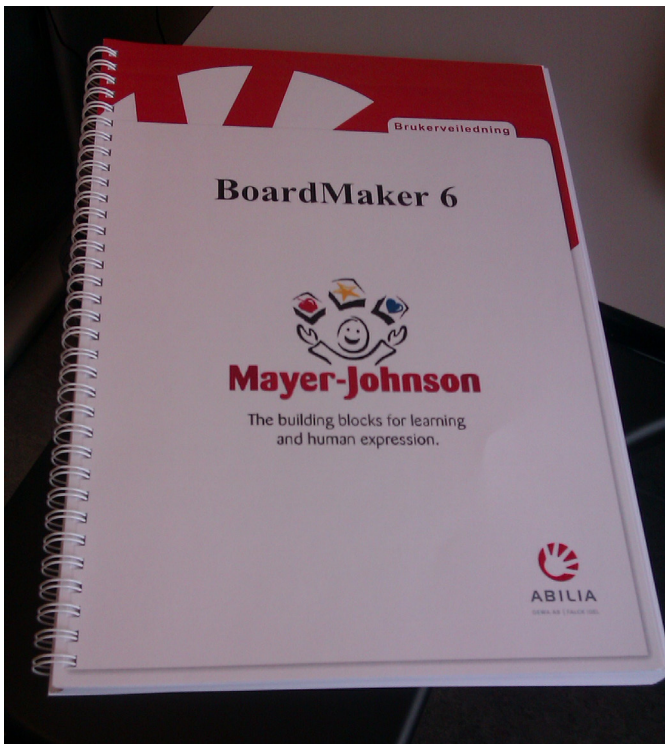 Brukerveiledning
BoardMaker 6
Mayer-Johnson
The building blocks for learning
and human expression.
ABILIA